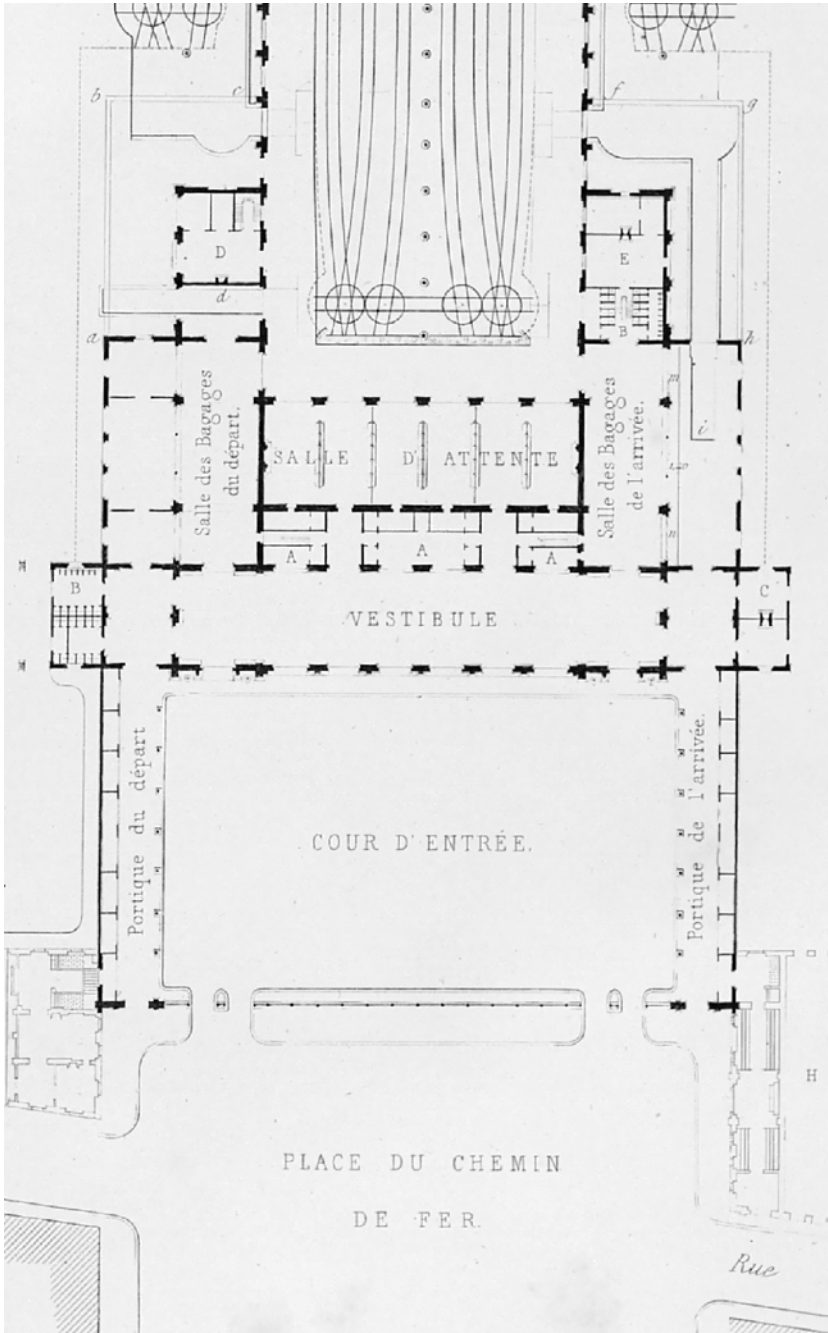 b
c
f
g
D
d
E
B
a
h
Salle des Bagages
du départ.
SALLE D'ATTENTE
Salle des Bagages
de l'arrivée.
m
i
n
A
A
A
B
C
VESTIBULE
Portique du départ
Portique de l'arrivée.
COUR D'ENTRÉE.
H
PLACE DU CHEMIN
DE FER.
Rue